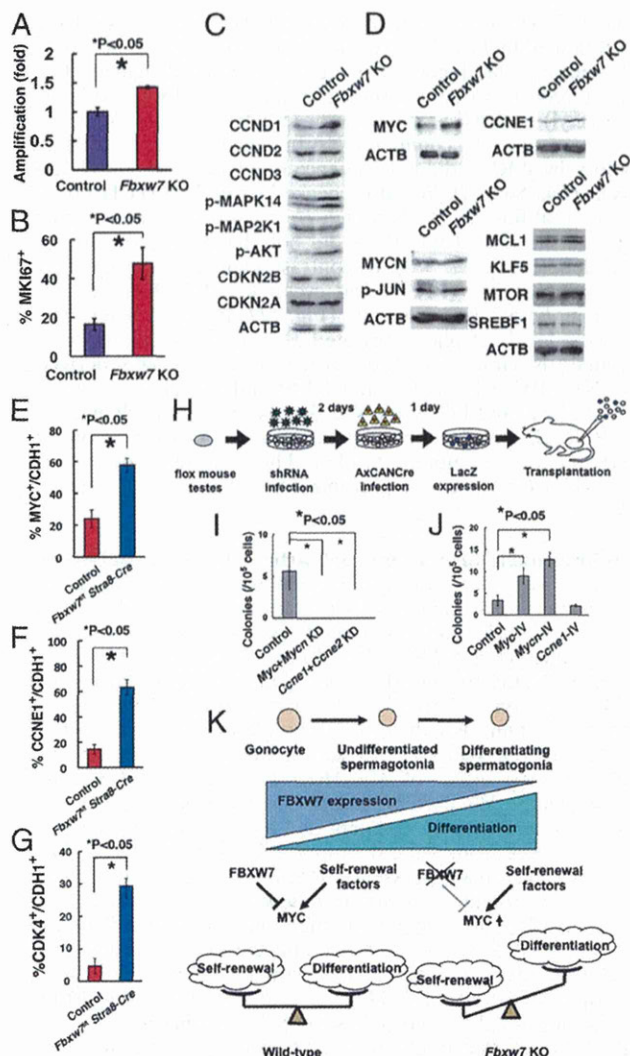 A
*P<0.05
*
Amplification (fold)
2
1.5
1
0.5
0
Control Fbxw7 KO
B
*P<0.05
*
% MKI67+
60
40
20
0
Control Fbxw7 KO
C
Control
Fbxw7 KO
CCND1
CCND2
CCND3
p-MAPK14
p-MAP2K1
p-AKT
CDKN2B
CDKN2A
ACTB
D
Control
Fbxw7 KO
MYC
ACTB
Control
Fbxw7 KO
CCNE1
ACTB
Control
Fbxw7 KO
MYCN
p-JUN
ACTB
Control
Fbxw7 KO
MCL1
KLF5
MTOR
SREBF1
ACTB
E
*P<0.05
*
% MYC+/CDH1+
80
60
40
20
0
Control
Fbxw7f/f Stra8-Cre
F
*P<0.05
*
% CCNE1+/CDH1+
100
80
60
40
20
0
Control
Fbxw7f/f Stra8-Cre
G
*P<0.05
*
%CDK4+/CDH1+
40
30
20
10
0
Control
Fbxw7f/f Stra8-Cre
H
2 days
1 day
flox mouse testes
shRNA infection
AxCANCre infection
LacZ expression
Transplantation
I
*P<0.05
*
*
Colonies (/10⁵ cells)
10
5
0
Control
Myc+Mycn KD
Ccne1+Ccne2 KD
J
*P<0.05
*
*
Colonies (/10⁵ cells)
20
15
10
5
0
Control
Myc-IV
Mycn-IV
Ccne1-IV
K
Gonocyte
Undifferentiated spermagotonia
Differentiating spermatogonia
FBXW7 expression
Differentiation
FBXW7
Self-renewal factors
MYC
FBXW7
Self-renewal factors
MYC
Self-renewal
Differentiation
Self-renewal
Differentiation
Wild-type
Fbxw7 KO